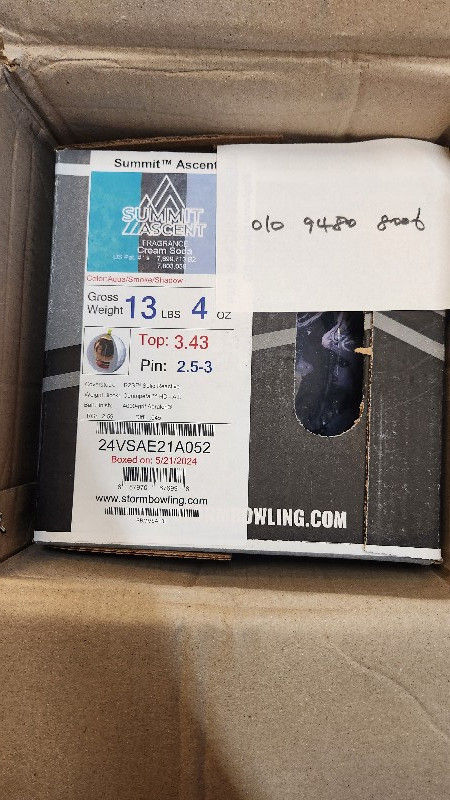 Summit™ Ascent
010 9480 8006
SUMMIT
ASCENT
FRAGRANCE
Cream Soda
Color: Aqua/Smoke/Shadow
Gross Weight 13 LBS 4 OZ
Top: 3.43
Pin: 2.5-3
24VSAE21A052
Boxed on: 5/21/2024
www.stormbowling.com
OWLING.COM